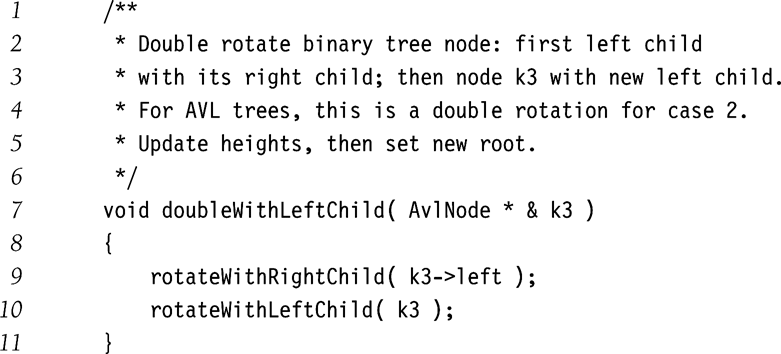 1 /**
2 * Double rotate binary tree node: first left child
3 * with its right child; then node k3 with new left child.
4 * For AVL trees, this is a double rotation for case 2.
5 * Update heights, then set new root.
6 */
7 void doubleWithLeftChild( AvlNode * & k3 )
8 {
9 rotateWithRightChild( k3->left );
10 rotateWithLeftChild( k3 );
11 }